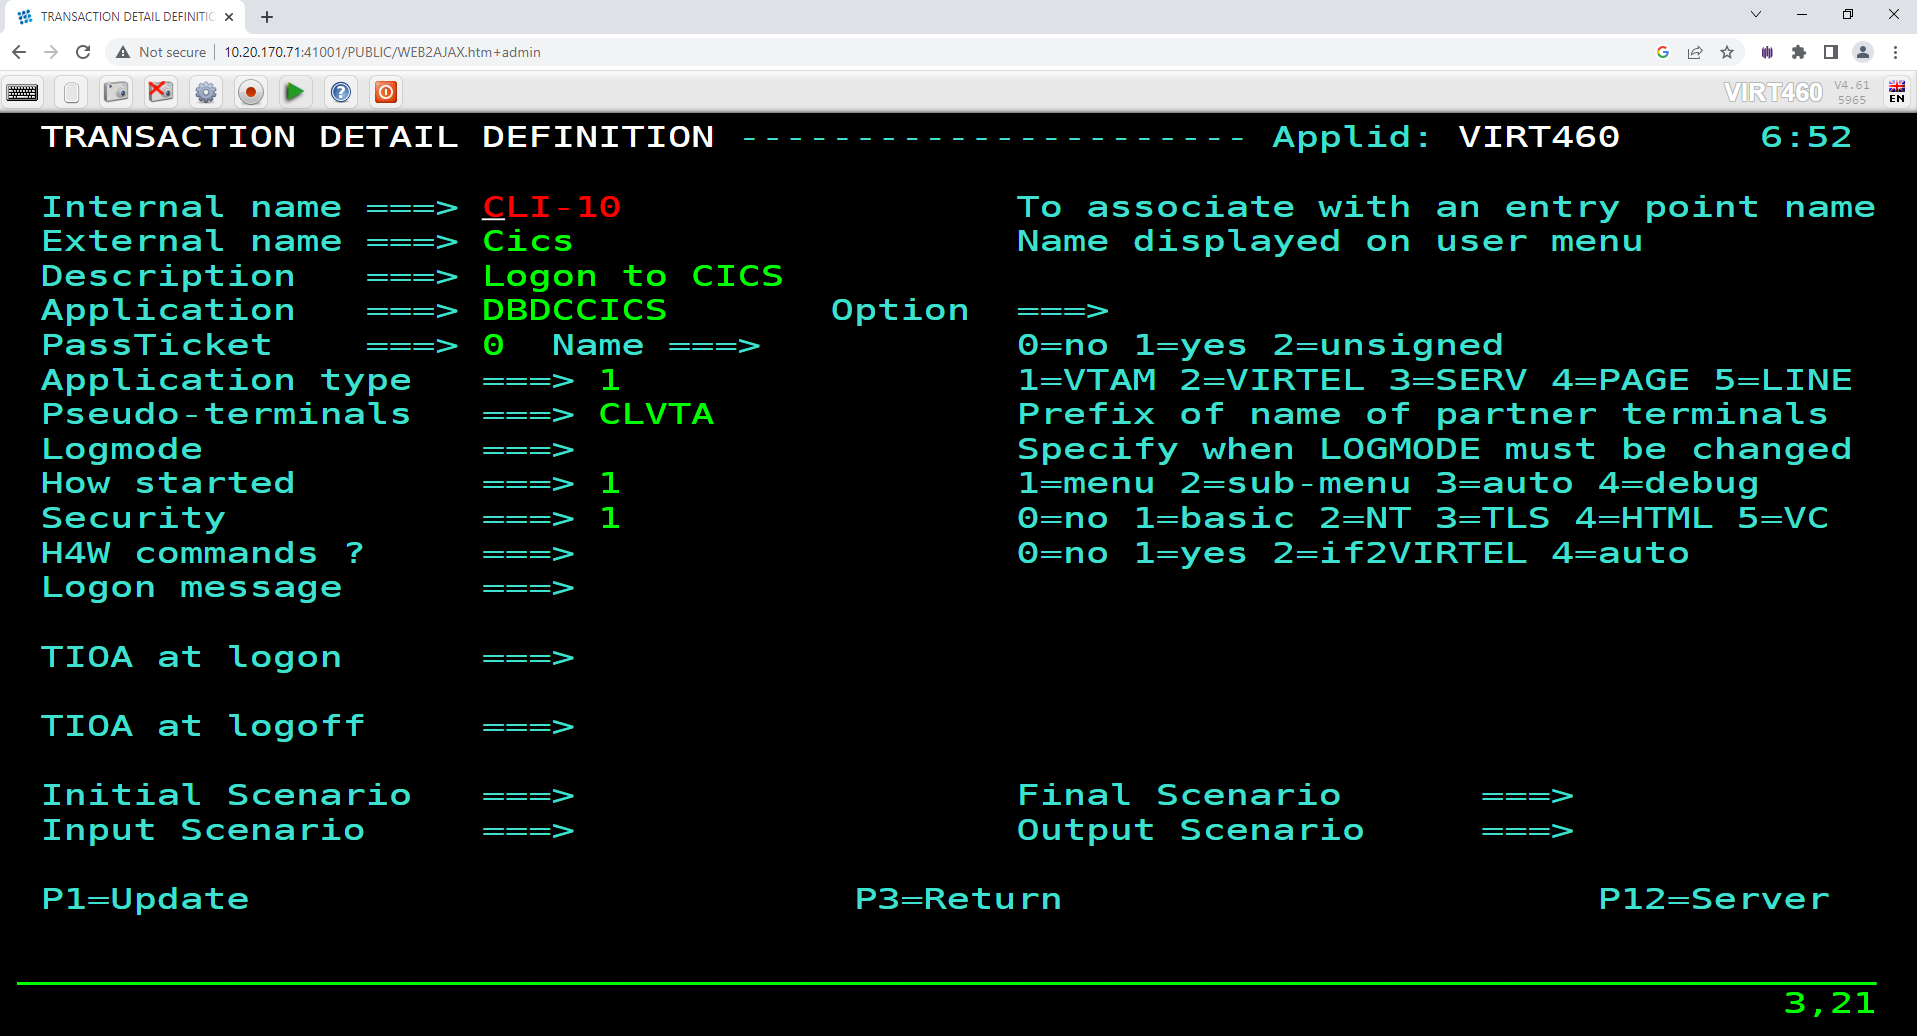 TRANSACTION DETAIL DEFINITIO
Not secure 10.20.170.71:41001/PUBLIC/WEB2AJAX.htm+admin
VIRT460 V4.61 5965 EN
TRANSACTION DETAIL DEFINITION ---------------------- Applid: VIRT460 6:52
Internal name ===> CLI-10 To associate with an entry point name
External name ===> Cics Name displayed on user menu
Description ===> Logon to CICS
Application ===> DBDCCICS Option ===>
PassTicket ===> 0 Name ===> 0=no 1=yes 2=unsigned
Application type ===> 1 1=VTAM 2=VIRTEL 3=SERV 4=PAGE 5=LINE
Pseudo-terminals ===> CLVTA Prefix of name of partner terminals
Logmode ===> Specify when LOGMODE must be changed
How started ===> 1 1=menu 2=sub-menu 3=auto 4=debug
Security ===> 1 0=no 1=basic 2=NT 3=TLS 4=HTML 5=VC
H4W commands ? ===> 0=no 1=yes 2=if2VIRTEL 4=auto
Logon message ===>
TIOA at logon ===>
TIOA at logoff ===>
Initial Scenario ===> Final Scenario ===>
Input Scenario ===> Output Scenario ===>
P1=Update P3=Return P12=Server
3,21